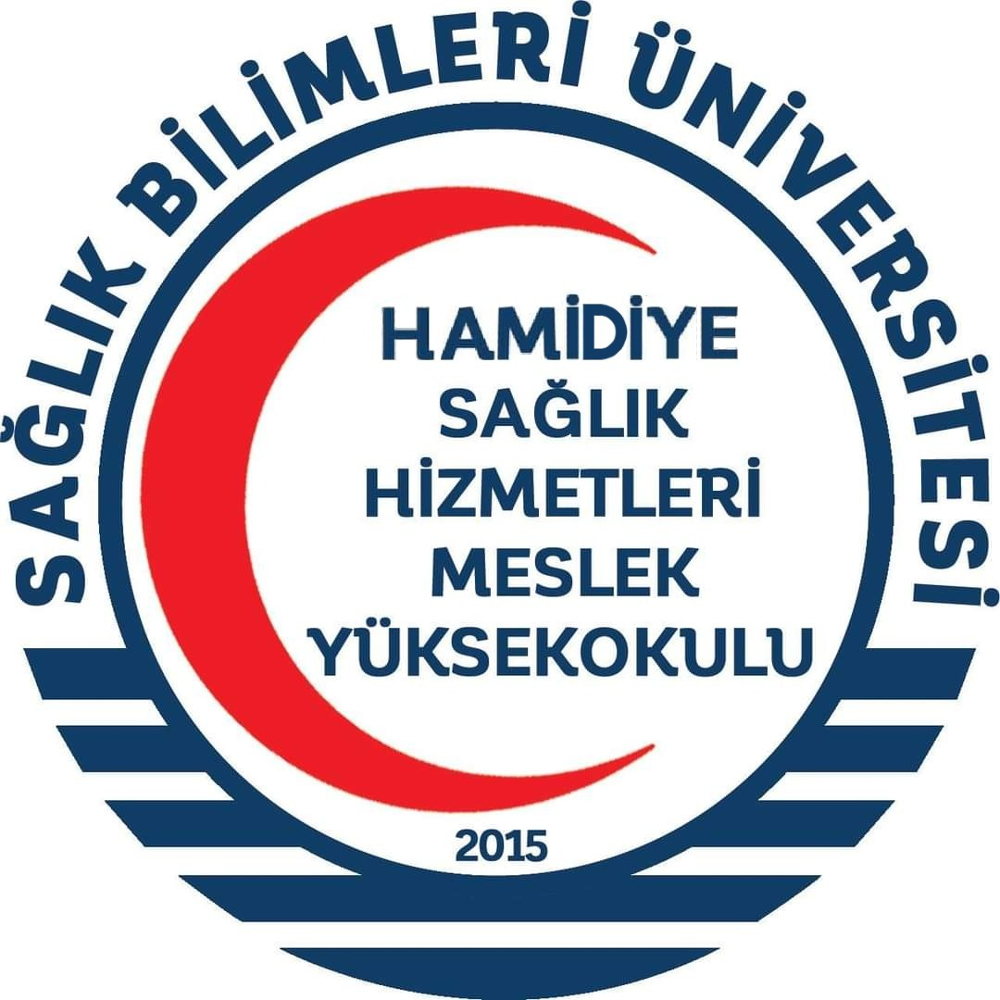 SAĞLIK BİLİMLERİ ÜNİVERSİTESİ
HAMİDİYE
SAĞLIK
HİZMETLERİ
MESLEK
YÜKSEKOKULU
2015